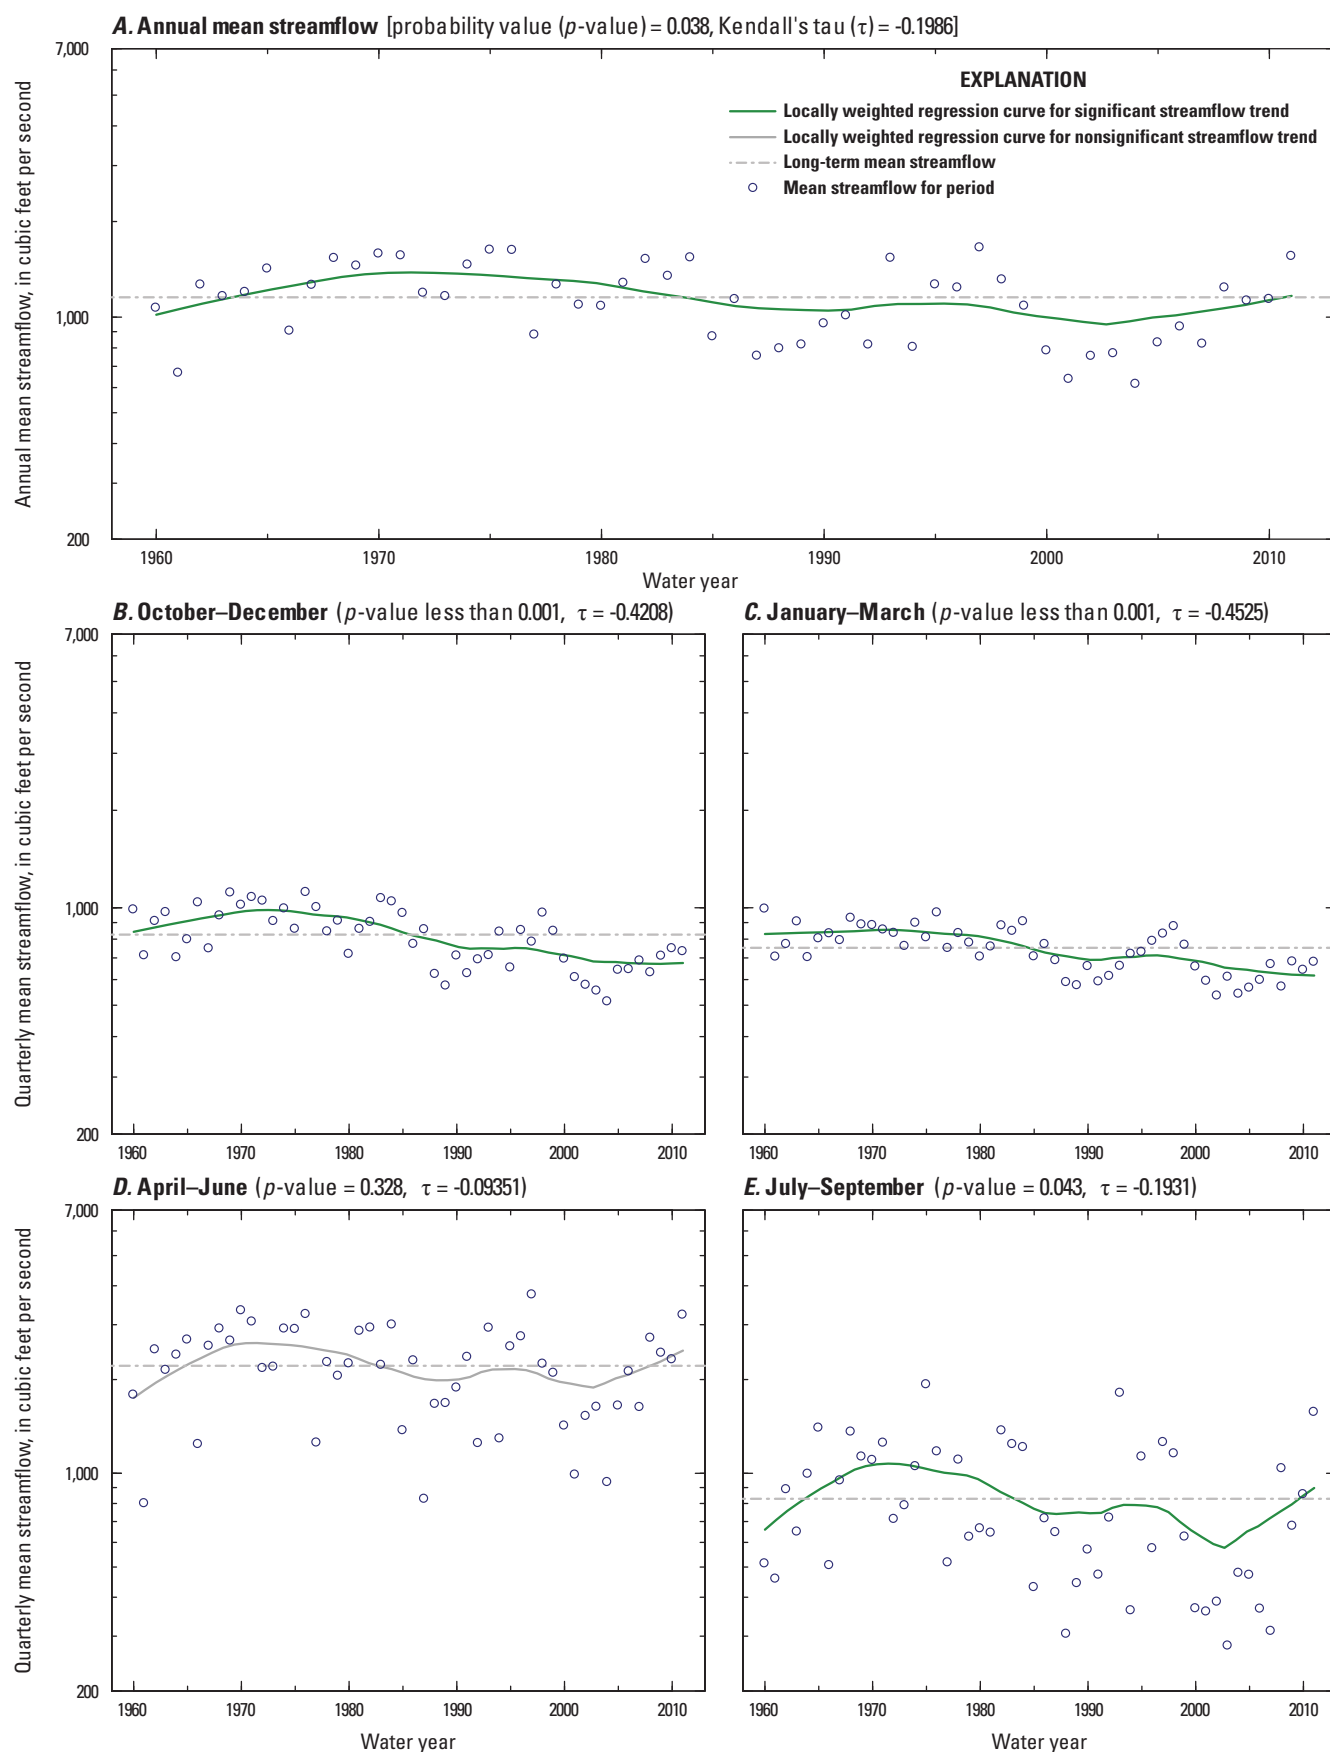 A. Annual mean streamflow [probability value (p-value) = 0.038, Kendall's tau (τ) = -0.1986]
7,000
1,000
200
Annual mean streamflow, in cubic feet per second
EXPLANATION
Locally weighted regression curve for significant streamflow trend
Locally weighted regression curve for nonsignificant streamflow trend
Long-term mean streamflow
Mean streamflow for period
1960 1970 1980 1990 2000 2010
Water year
B. October–December (p-value less than 0.001, τ = -0.4208)
7,000
1,000
200
Quarterly mean streamflow, in cubic feet per second
1960 1970 1980 1990 2000 2010
C. January–March (p-value less than 0.001, τ = -0.4525)
1960 1970 1980 1990 2000 2010
D. April–June (p-value = 0.328, τ = -0.09351)
7,000
1,000
200
Quarterly mean streamflow, in cubic feet per second
1960 1970 1980 1990 2000 2010
Water year
E. July–September (p-value = 0.043, τ = -0.1931)
1960 1970 1980 1990 2000 2010
Water year